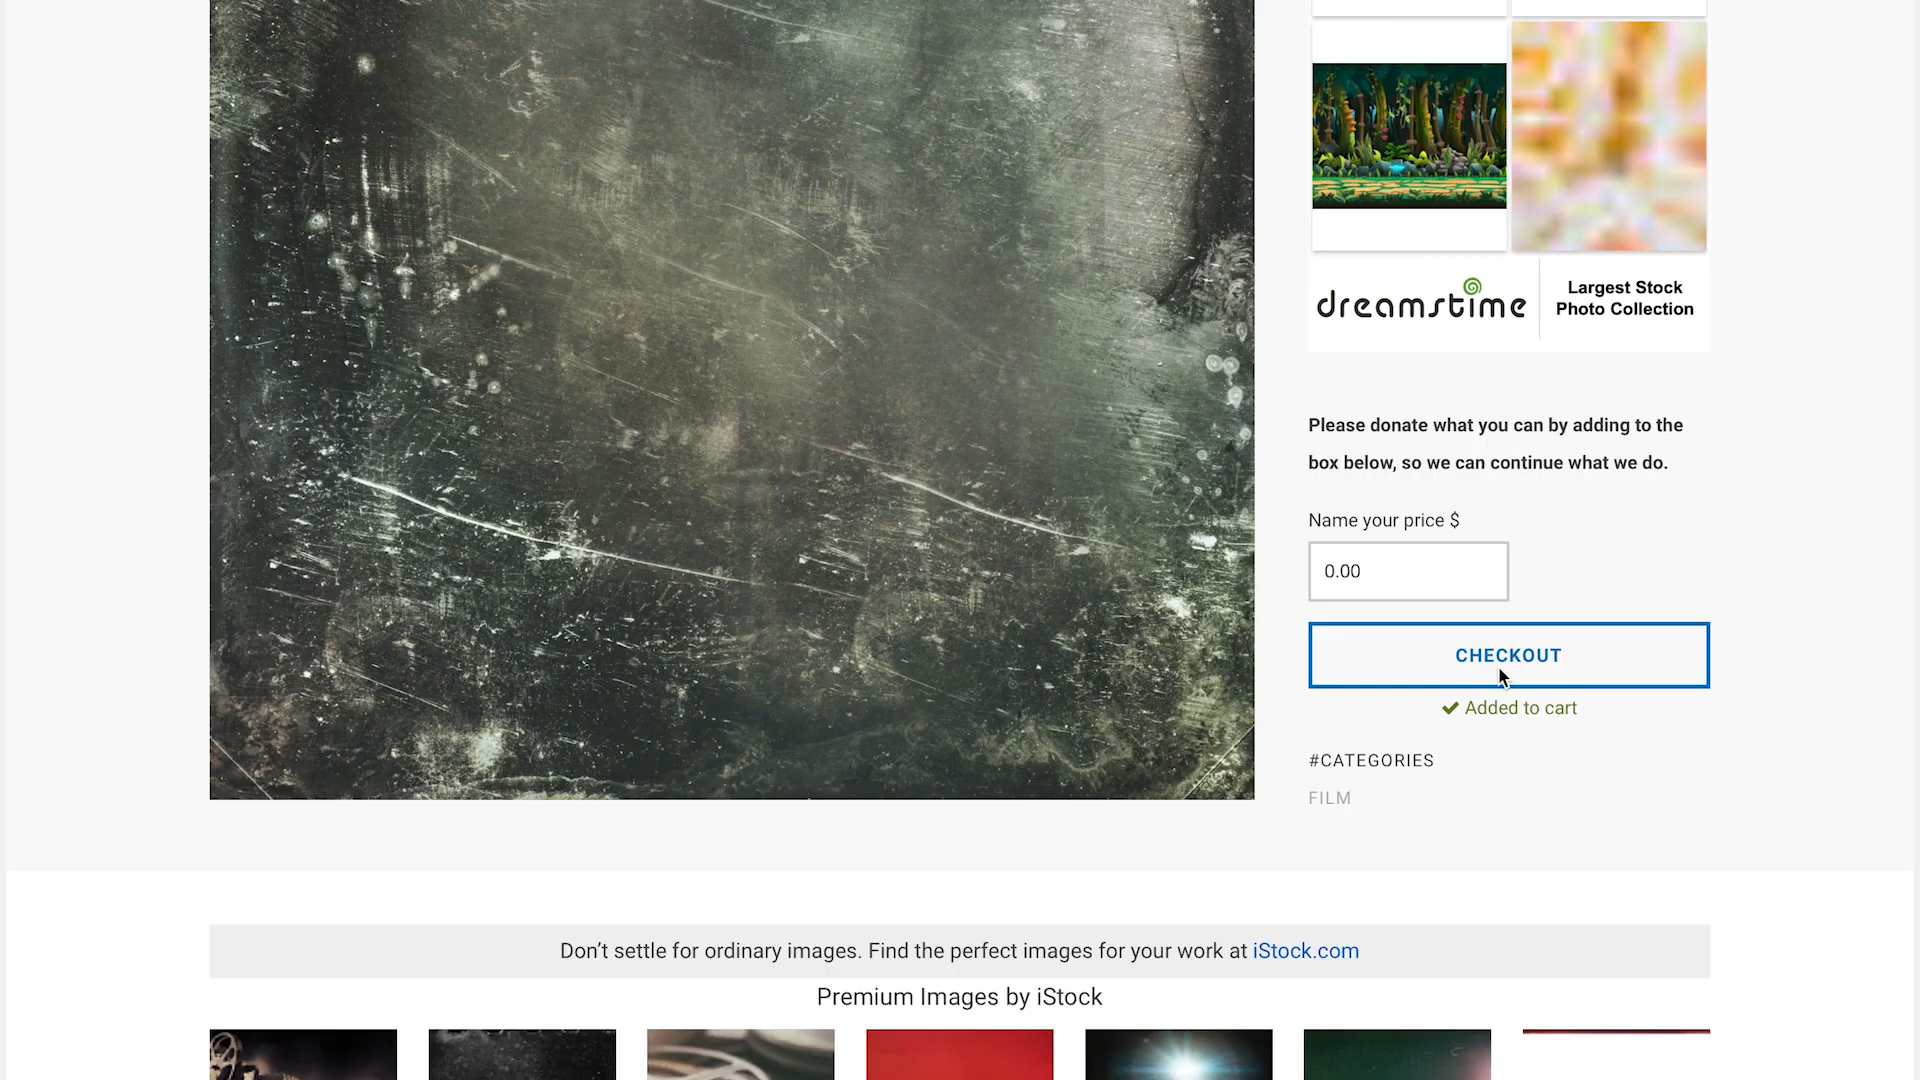 dreamstime
Largest Stock
Photo Collection
Please donate what you can by adding to the
box below, so we can continue what we do.
Name your price $
0.00
CHECKOUT
✔ Added to cart
#CATEGORIES
FILM
Don’t settle for ordinary images. Find the perfect images for your work at iStock.com
Premium Images by iStock